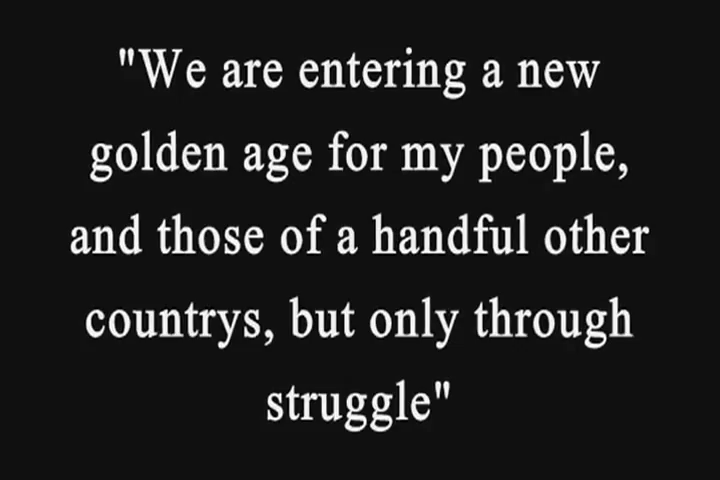 "We are entering a new
golden age for my people,
and those of a handful other
countrys, but only through
struggle"